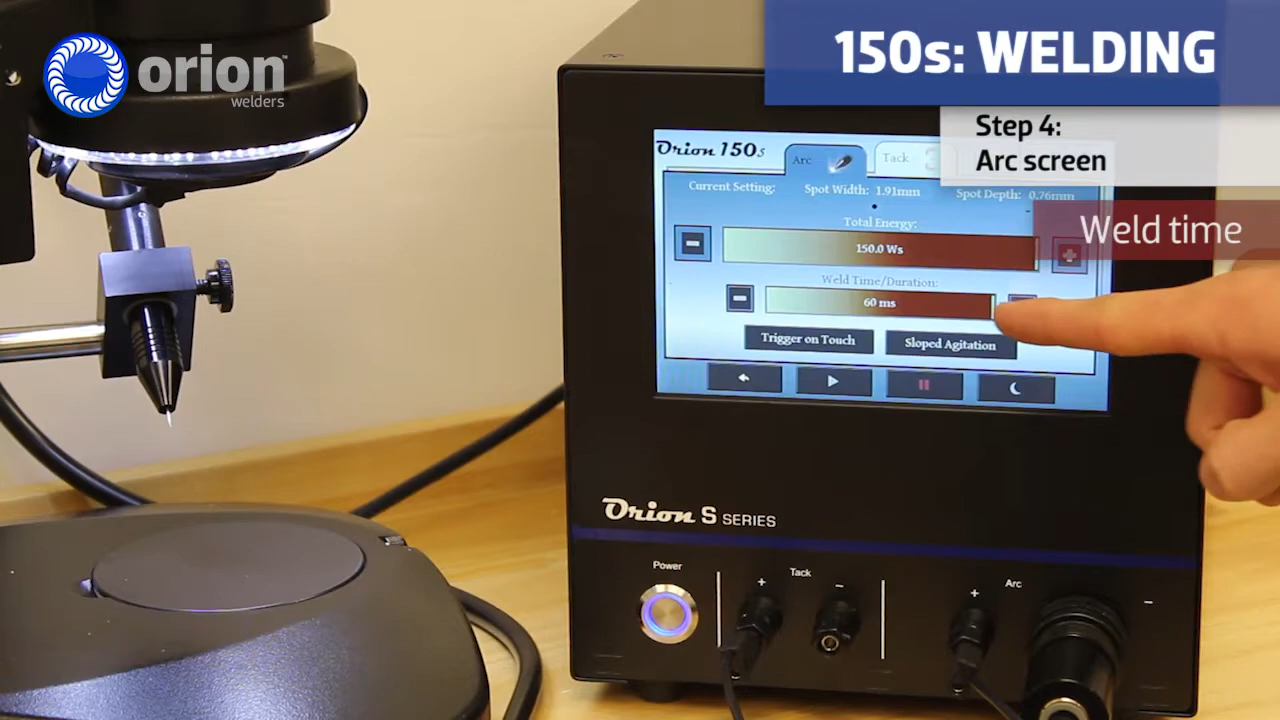 orion™
welders
150s: WELDING
Step 4:
Arc screen
Weld time
Orion 150s
Arc
Tack
Current Setting:
Spot Width: 1.91mm
Spot Depth: 0.76mm
Total Energy:
150.0 Ws
Weld Time/Duration:
60 ms
Trigger on Touch
Sloped Agitation
Orion S SERIES
Power
Tack
+
−
Arc
+
−